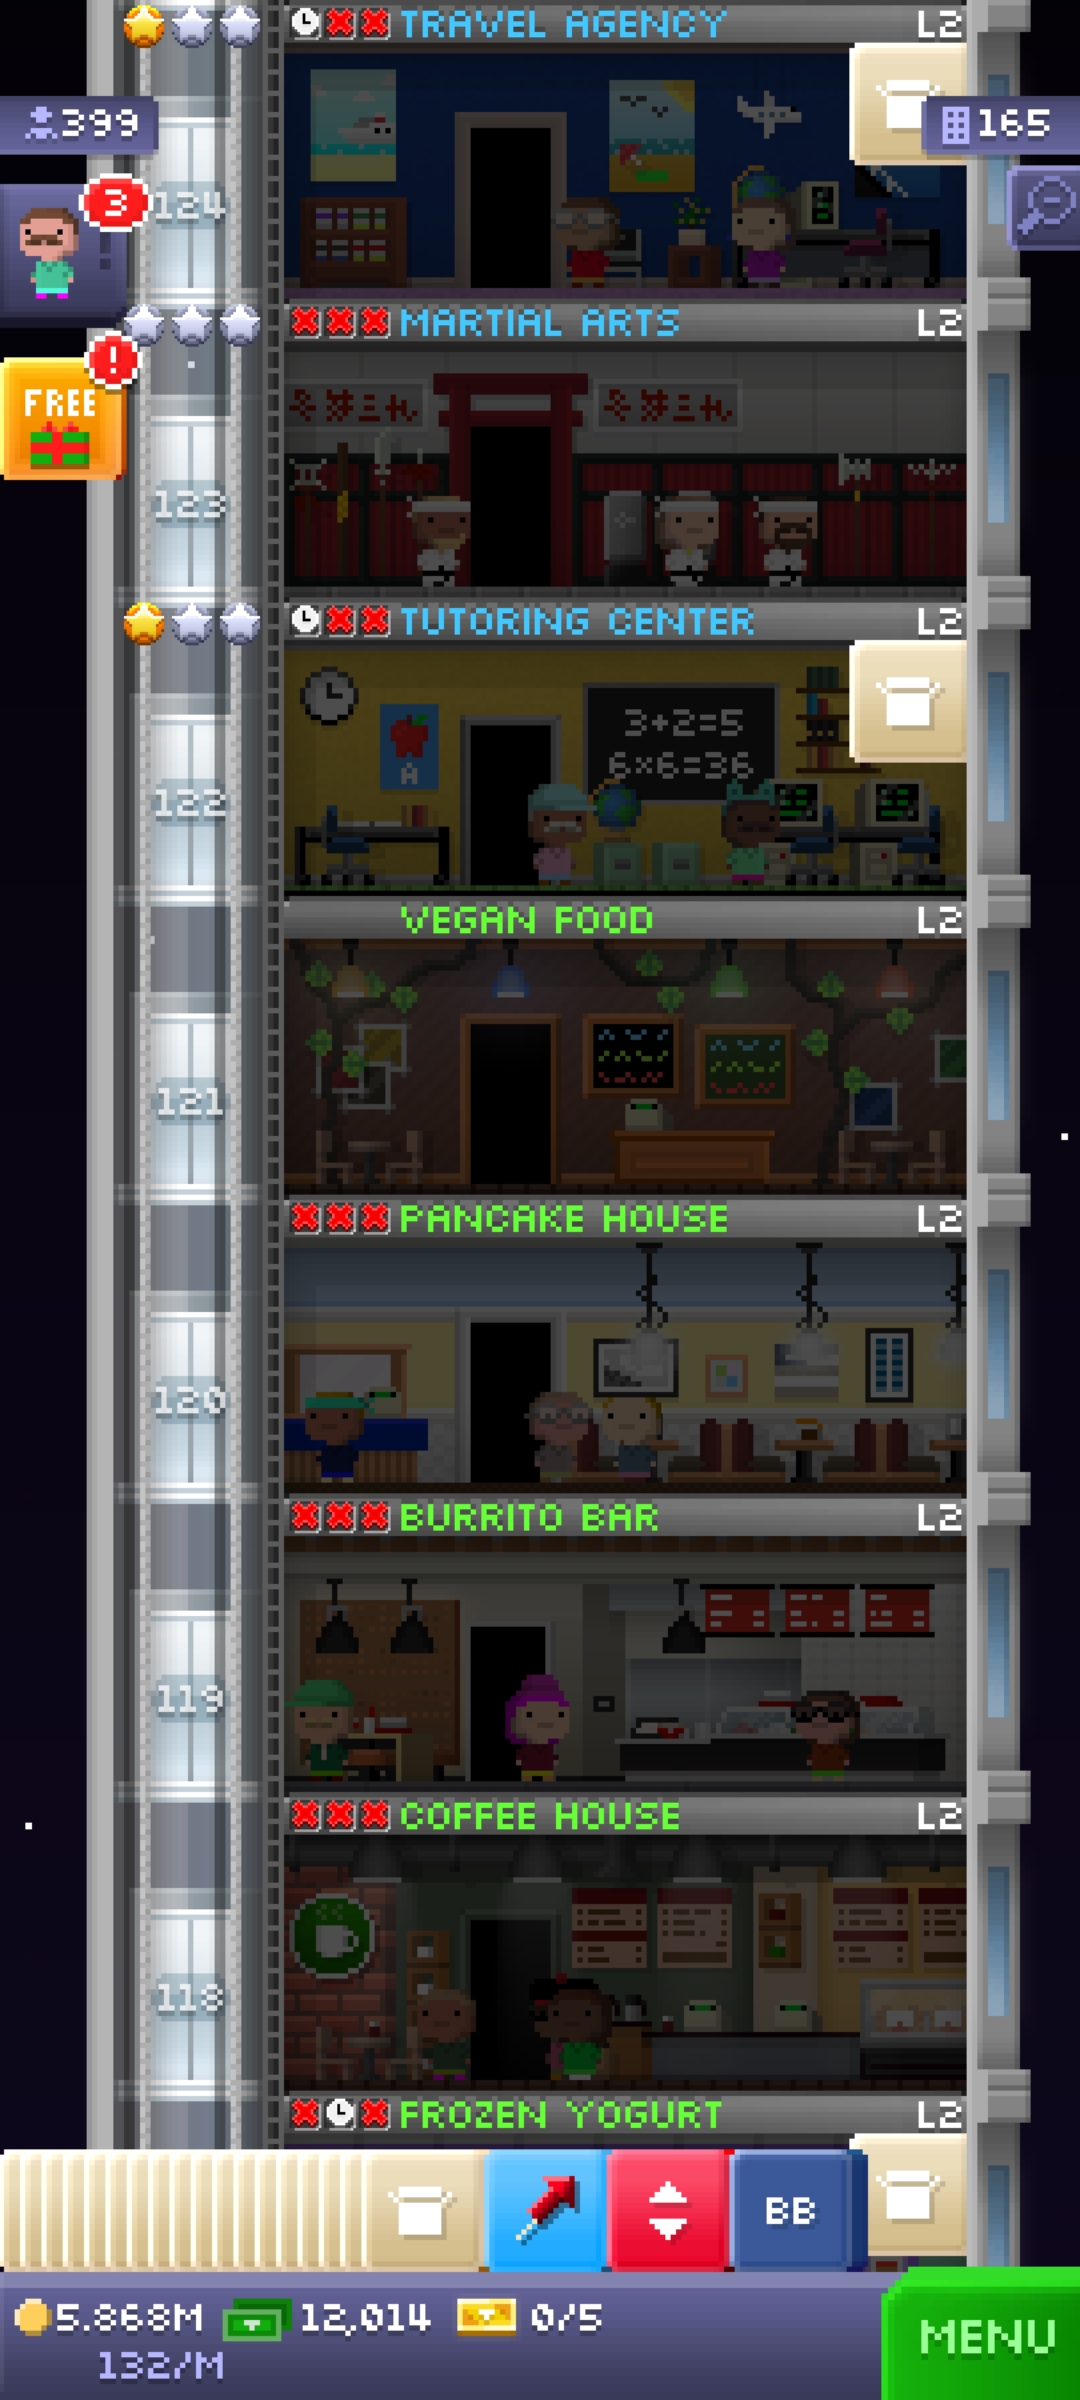 TRAVEL AGENCY L2
399
165
3
124
MARTIAL ARTS L2
!
FREE
123
TUTORING CENTER L2
3+2=5
6×6=36
A
122
VEGAN FOOD L2
121
PANCAKE HOUSE L2
120
BURRITO BAR L2
119
COFFEE HOUSE L2
118
FROZEN YOGURT L2
BB
5.868M 12,014 0/5
132/M
MENU